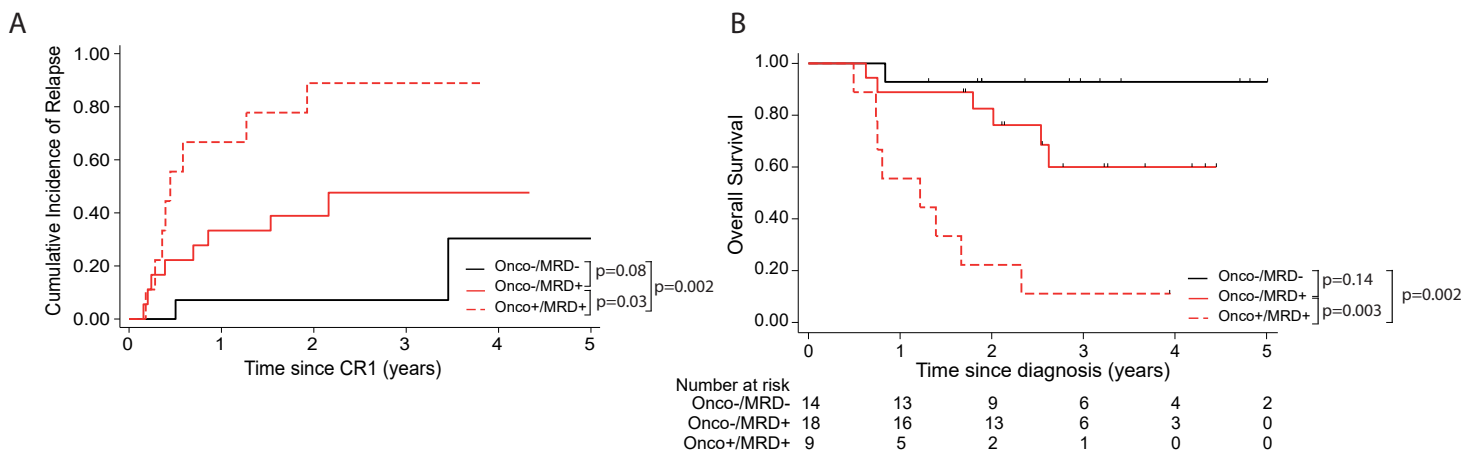 A
Cumulative Incidence of Relapse
1.00
0.80
0.60
0.40
0.20
0.00
0 1 2 3 4 5
Time since CR1 (years)
Onco-/MRD-
Onco-/MRD+
Onco+/MRD+
p=0.08
p=0.03
p=0.002
B
Overall Survival
1.00
0.80
0.60
0.40
0.20
0.00
0 1 2 3 4 5
Time since diagnosis (years)
Onco-/MRD-
Onco-/MRD+
Onco+/MRD+
p=0.14
p=0.003
p=0.002
Number at risk
Onco-/MRD- 14 13 9 6 4 2
Onco-/MRD+ 18 16 13 6 3 0
Onco+/MRD+ 9 5 2 1 0 0